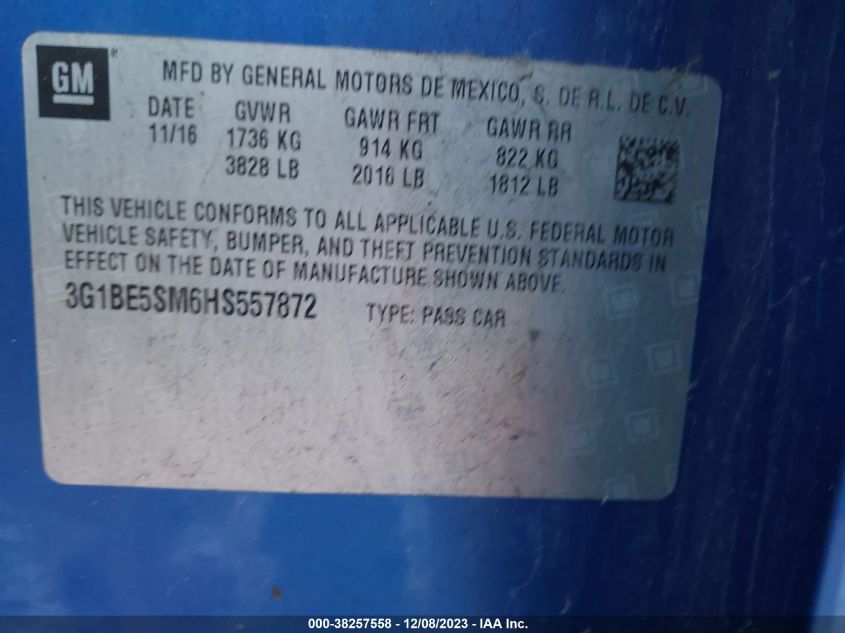 GM®
MFD BY GENERAL MOTORS DE MEXICO, S. DE R.L. DE C.V.
DATE GVWR GAWR FRT GAWR RR
11/16 1736 KG 914 KG 822 KG
3828 LB 2016 LB 1812 LB
THIS VEHICLE CONFORMS TO ALL APPLICABLE U.S. FEDERAL MOTOR
VEHICLE SAFETY, BUMPER, AND THEFT PREVENTION STANDARDS IN
EFFECT ON THE DATE OF MANUFACTURE SHOWN ABOVE.
3G1BE5SM6HS557872 TYPE: PASS CAR
000-38257558 - 12/08/2023 - IAA Inc.